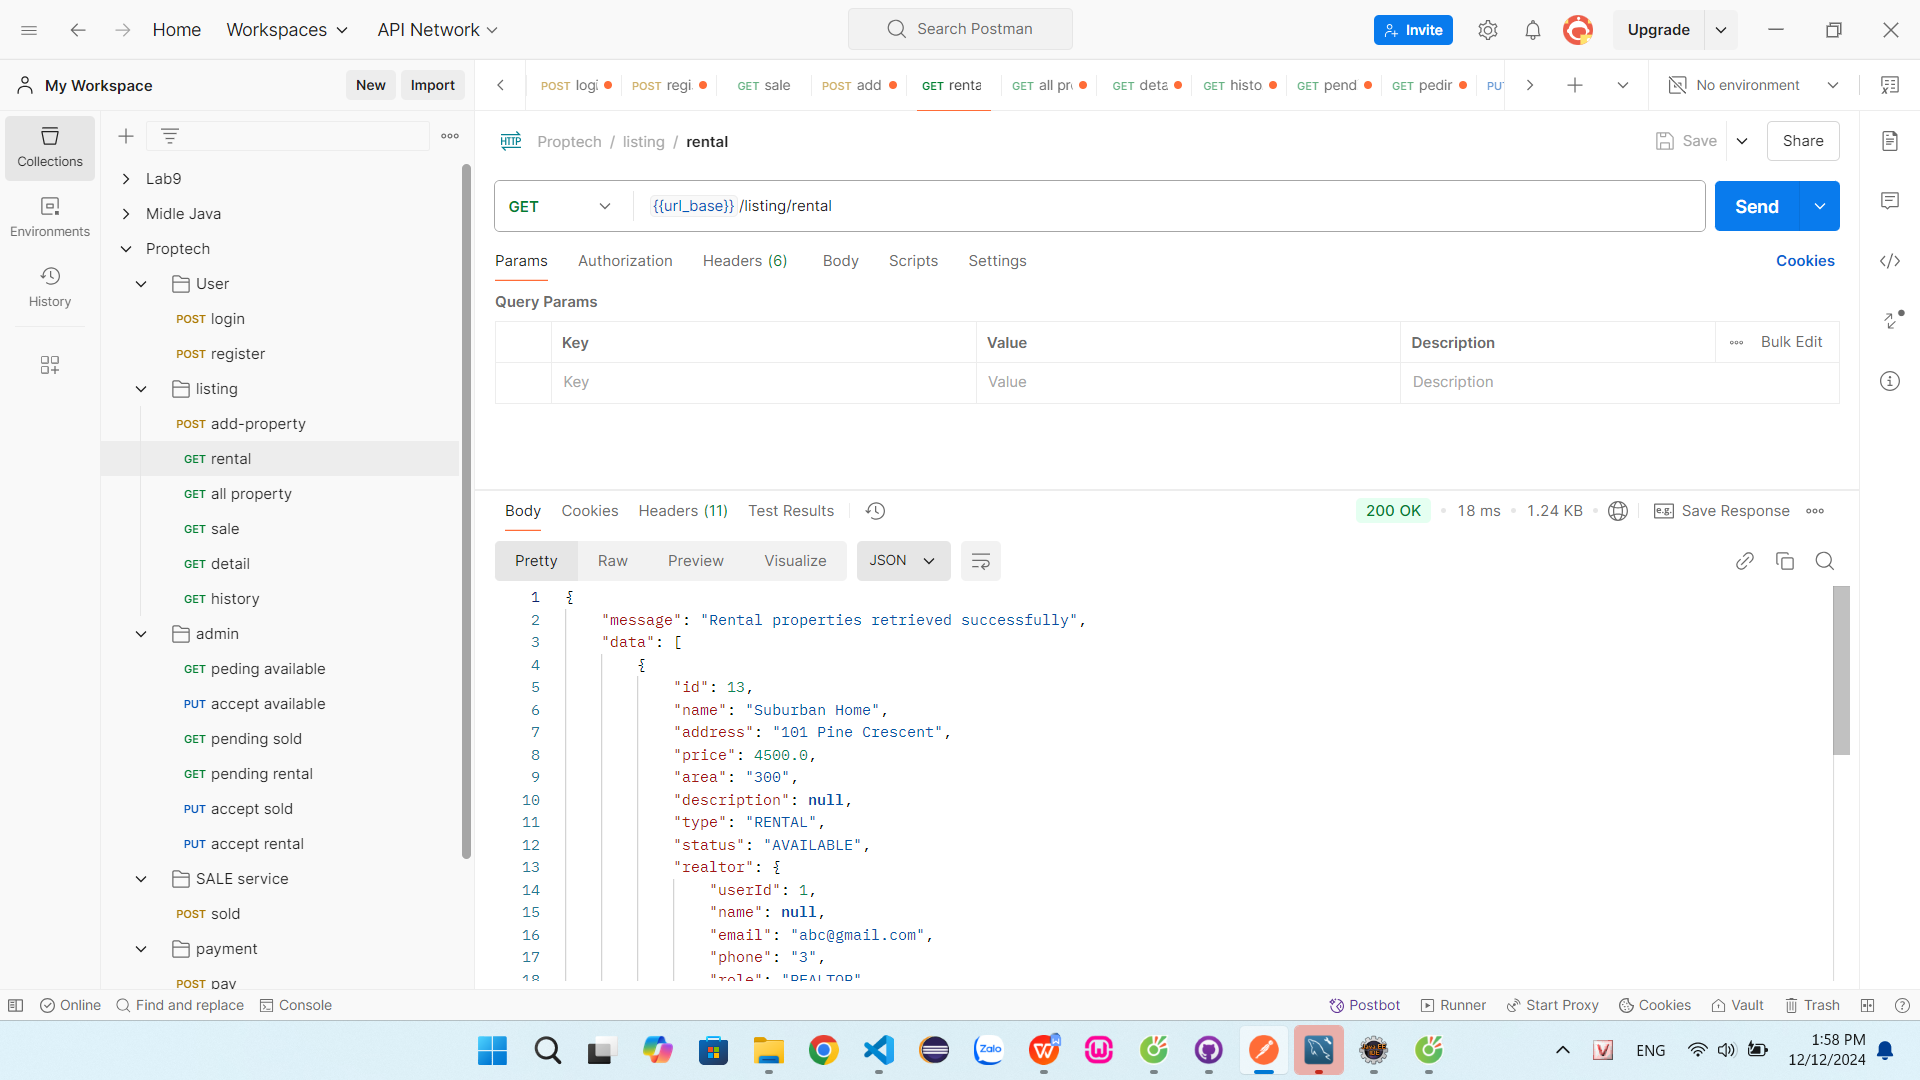 Home
Workspaces
API Network
Search Postman
Invite
Upgrade
My Workspace
New
Import
POST logi
POST regi
GET sale
POST add
GET renta
GET all pr
GET deta
GET histo
GET pend
GET pedir
PU
No environment
Collections
Environments
History
Lab9
Midle Java
Proptech
User
POST login
POST register
listing
POST add-property
GET rental
GET all property
GET sale
GET detail
GET history
admin
GET peding available
PUT accept available
GET pending sold
GET pending rental
PUT accept sold
PUT accept rental
SALE service
POST sold
payment
POST pay
HTTP Proptech / listing / rental
Save
Share
GET
{{url_base}} /listing/rental
Send
Params
Authorization
Headers (6)
Body
Scripts
Settings
Cookies
Query Params
Key Value Description
Bulk Edit
Key Value Description
Body
Cookies
Headers (11)
Test Results
200 OK
18 ms
1.24 KB
e.g. Save Response
Pretty
Raw
Preview
Visualize
JSON
1 {
2 "message": "Rental properties retrieved successfully",
3 "data": [
4 {
5 "id": 13,
6 "name": "Suburban Home",
7 "address": "101 Pine Crescent",
8 "price": 4500.0,
9 "area": "300",
10 "description": null,
11 "type": "RENTAL",
12 "status": "AVAILABLE",
13 "realtor": {
14 "userId": 1,
15 "name": null,
16 "email": "abc@gmail.com",
17 "phone": "3",
18 "role": "REALTOR"
Online
Find and replace
Console
Postbot
Runner
Start Proxy
Cookies
Vault
Trash
Zalo
ENG
1:58 PM
12/12/2024